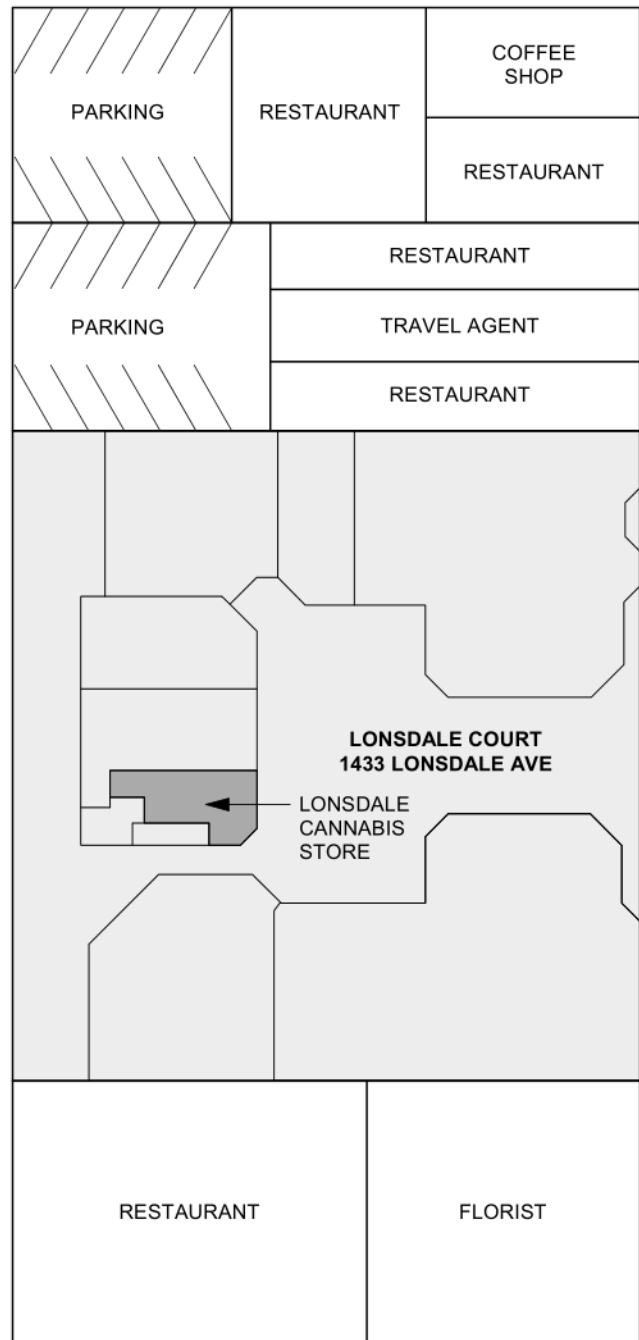 COFFEE
SHOP
PARKING
RESTAURANT
RESTAURANT
RESTAURANT
PARKING
TRAVEL AGENT
RESTAURANT
LONSDALE COURT
1433 LONSDALE AVE
LONSDALE
CANNABIS
STORE
RESTAURANT
FLORIST